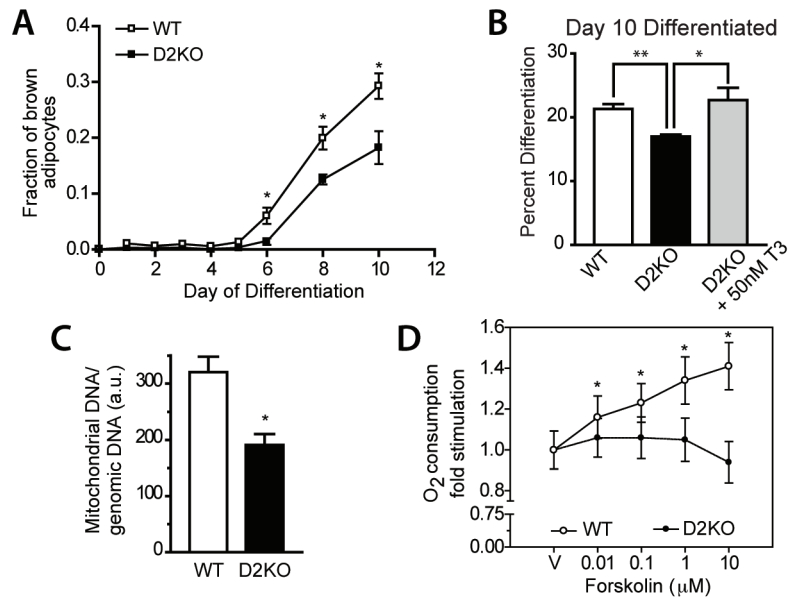 A
WT
D2KO
*
*
*
Fraction of brown
adipocytes
0.4
0.3
0.2
0.1
0.0
0 2 4 6 8 10 12
Day of Differentiation
B
Day 10 Differentiated
** *
Percent Differentiation
30
20
10
0
WT
D2KO
D2KO
+ 50nM T3
C
Mitochondrial DNA/
genomic DNA (a.u.)
300
200
100
0
*
WT D2KO
D
O2 consumption
fold stimulation
1.6
1.4
1.2
1.0
0.8
0.75
0.00
* * * *
WT D2KO
V 0.01 0.1 1 10
Forskolin (μM)